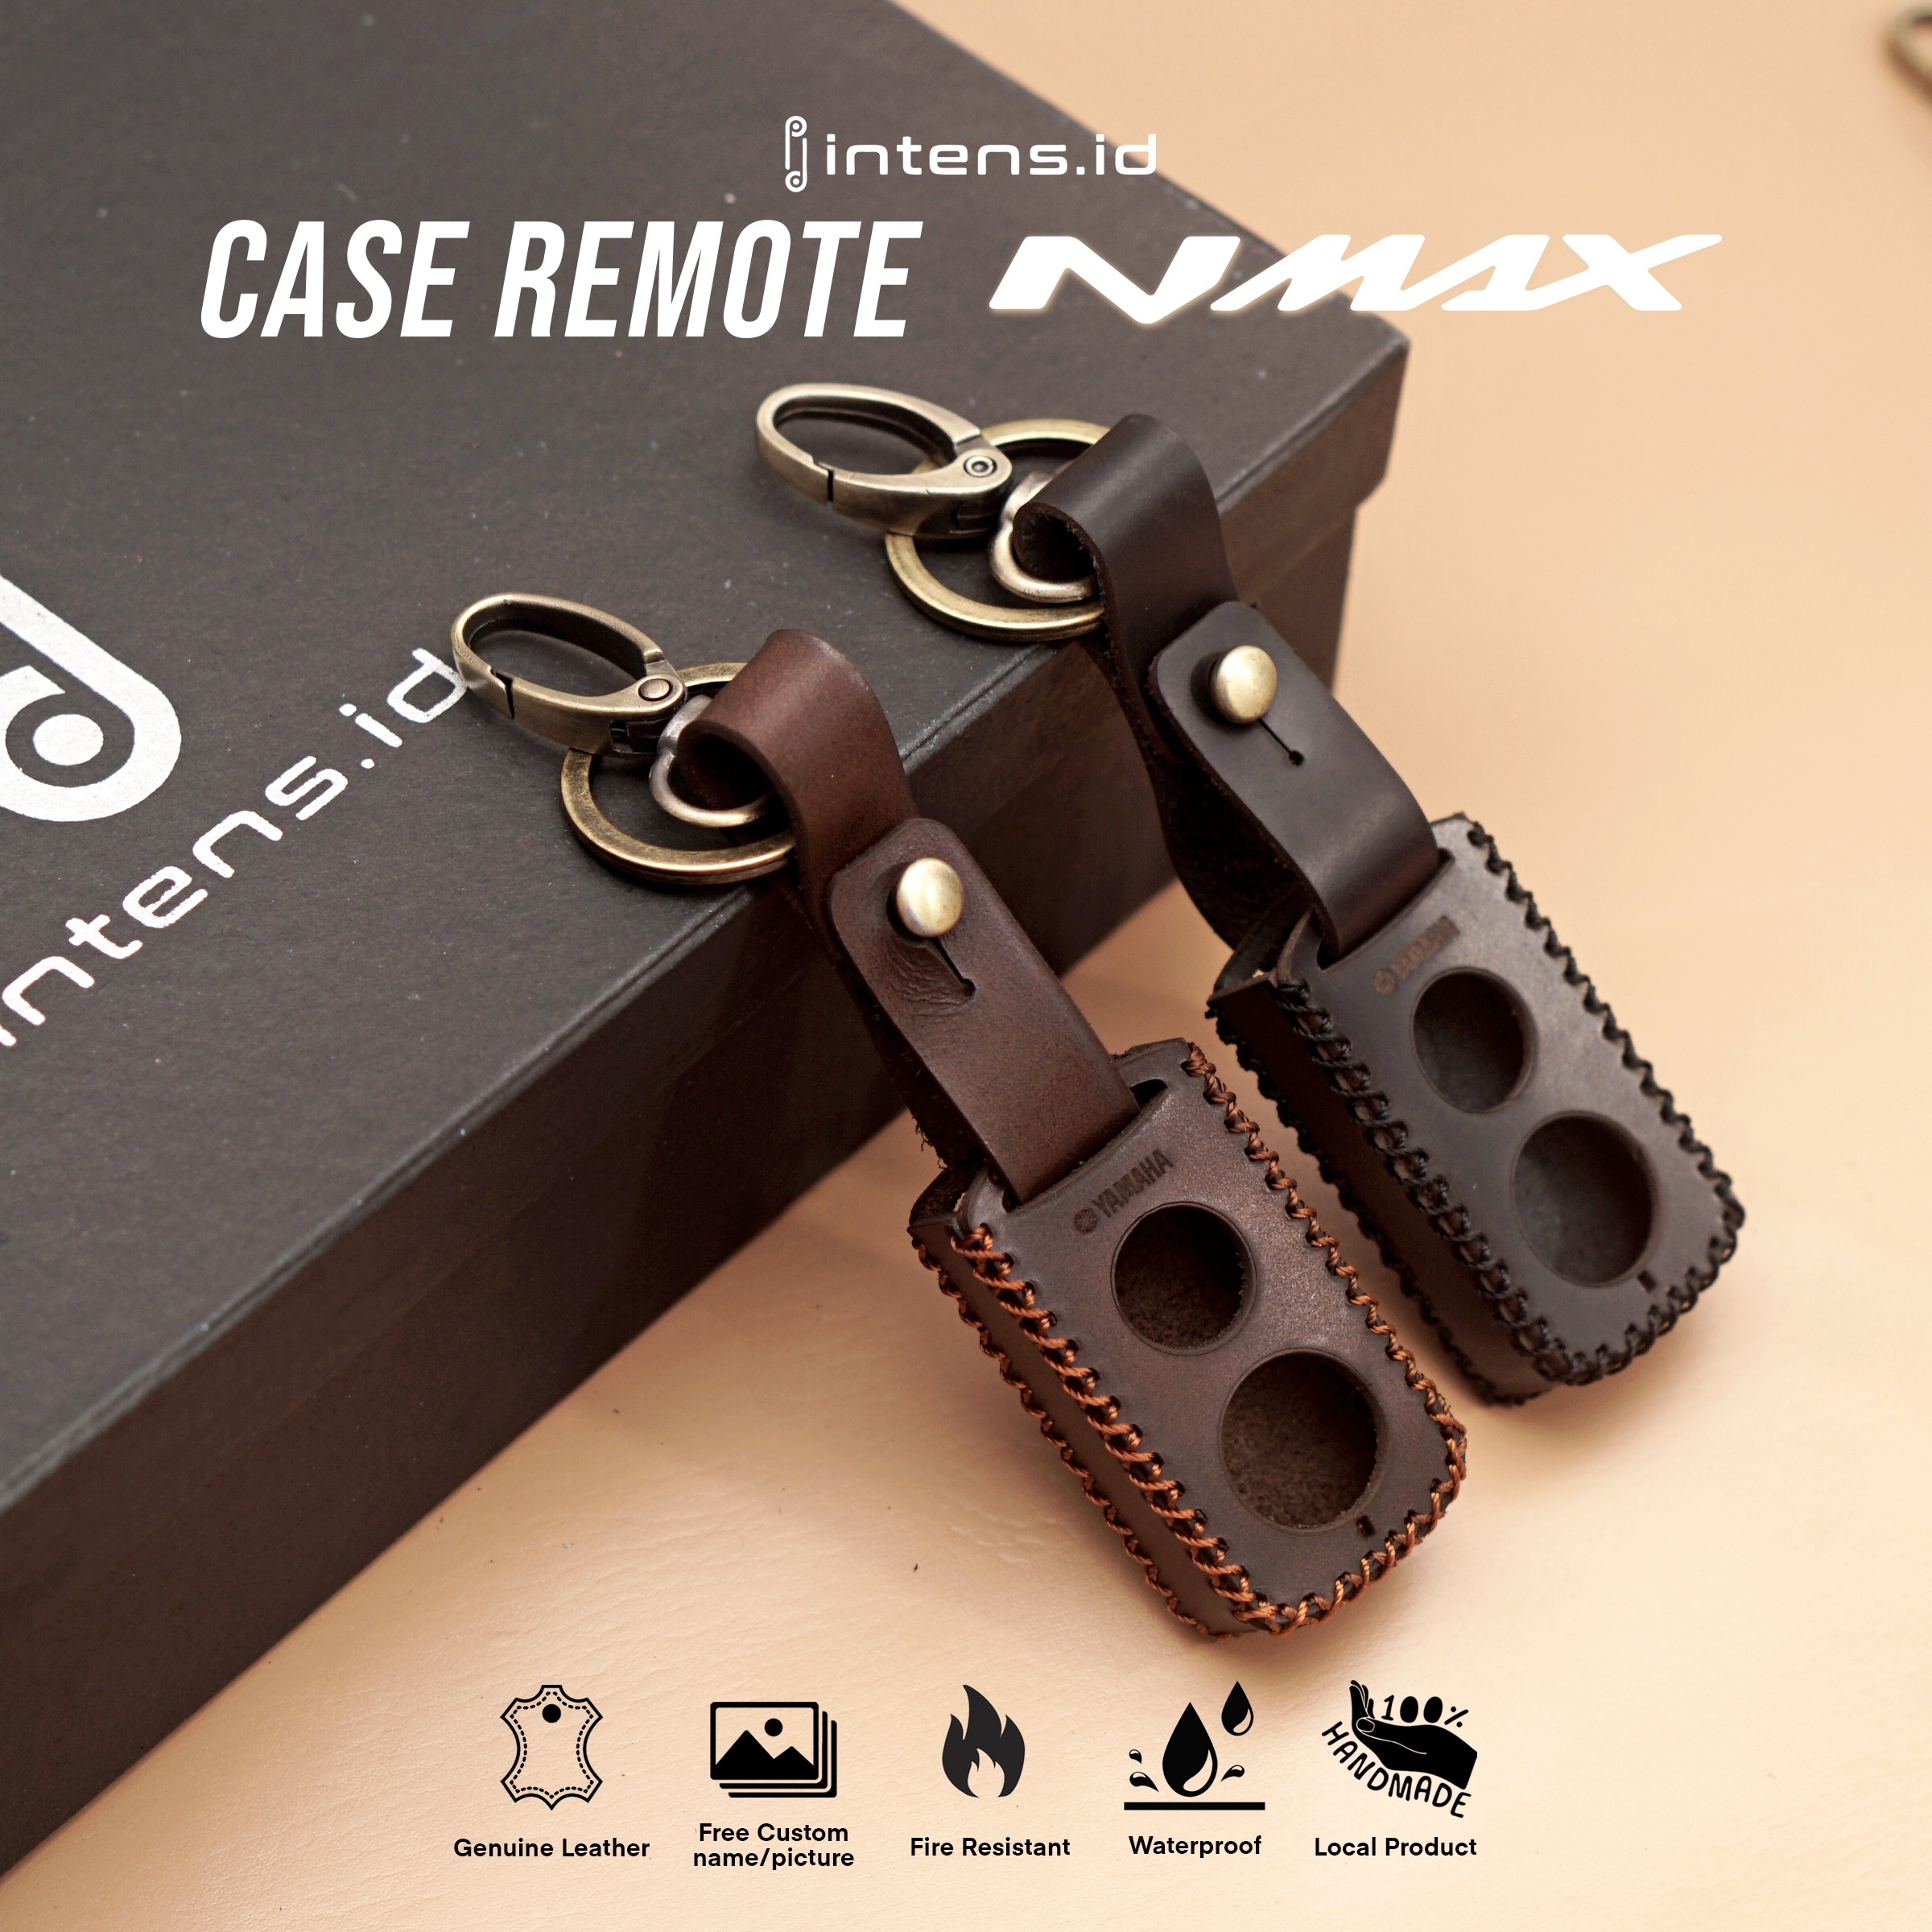 intens.id
CASE REMOTE NMAX
intens.id
YAMAHA
YAMAHA
100%
HANDMADE
Genuine Leather
Free Custom
name/picture
Fire Resistant
Waterproof
Local Product